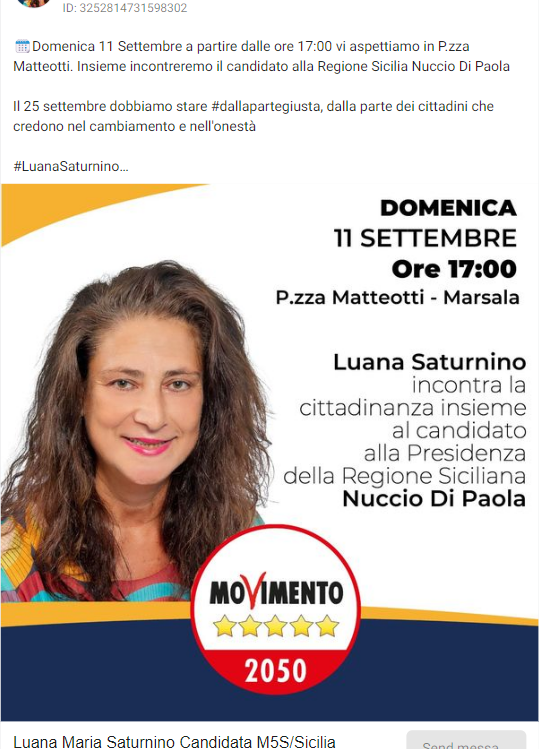 ID: 3252814731598302
Domenica 11 Settembre a partire dalle ore 17:00 vi aspettiamo in P.zza
Matteotti. Insieme incontreremo il candidato alla Regione Sicilia Nuccio Di Paola
Il 25 settembre dobbiamo stare #dallapartegiusta, dalla parte dei cittadini che
credono nel cambiamento e nell'onestà
#LuanaSaturnino…
DOMENICA
11 SETTEMBRE
Ore 17:00
P.zza Matteotti - Marsala
Luana Saturnino
incontra la
cittadinanza insieme
al candidato
alla Presidenza
della Regione Siciliana
Nuccio Di Paola
MOVIMENTO
2050
Luana Maria Saturnino Candidata M5S/Sicilia
Send messa...